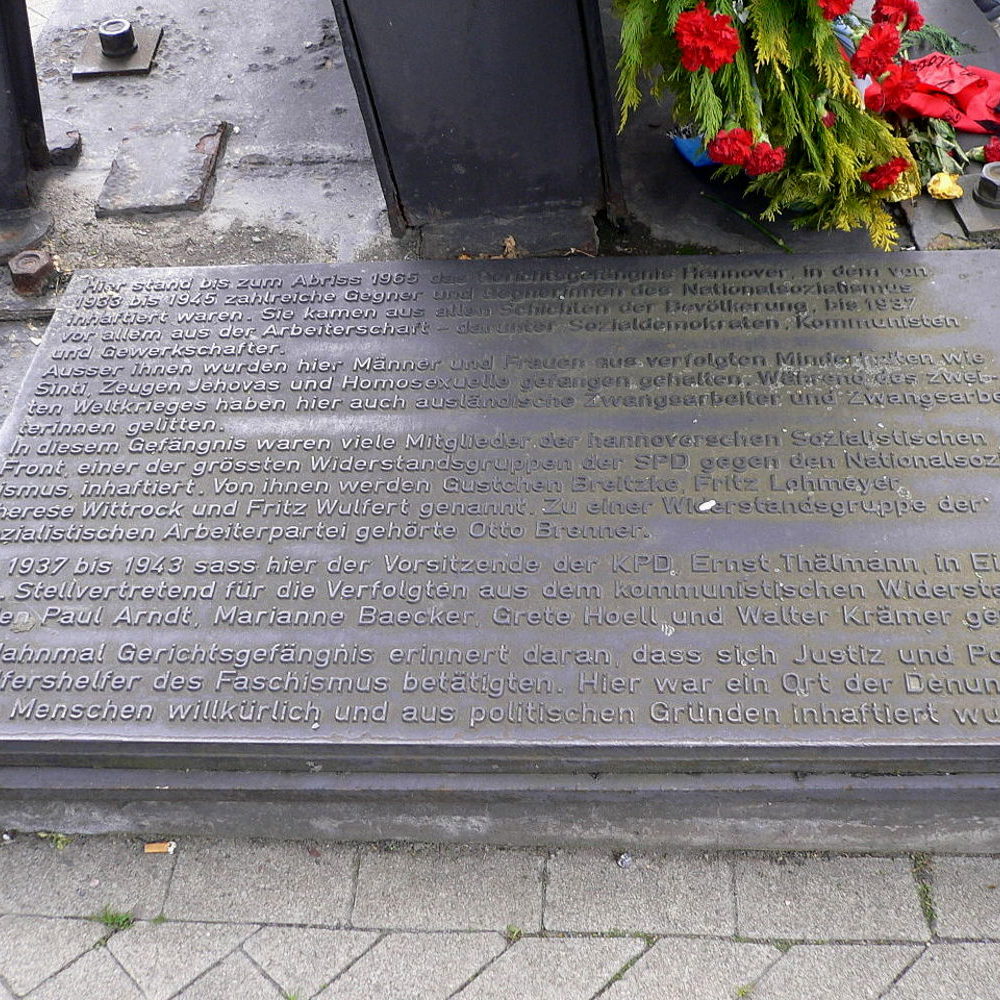 Hier stand bis zum Abriss 1965 das Gerichtsgefängnis Hannover, in dem von
1933 bis 1945 zahlreiche Gegner und Gegnerinnen des Nationalsozialismus
inhaftiert waren. Sie kamen aus allen Schichten der Bevölkerung, bis 1937
vor allem aus der Arbeiterschaft – darunter Sozialdemokraten, Kommunisten
und Gewerkschafter.
Ausser ihnen wurden hier Männer und Frauen aus verfolgten Minderheiten wie
Sinti, Zeugen Jehovas und Homosexuelle gefangen gehalten. Während des zwei-
ten Weltkrieges haben hier auch ausländische Zwangsarbeiter und Zwangsarbe
terinnen gelitten.
In diesem Gefängnis waren viele Mitglieder der hannoverschen Sozialistischen
Front, einer der grössten Widerstandsgruppen der SPD gegen den Nationalsozi
ismus, inhaftiert. Von ihnen werden Gustchen Breitzke, Fritz Lohmeyer,
herese Wittrock und Fritz Wulfert genannt. Zu einer Widerstandsgruppe der
zialistischen Arbeiterpartei gehörte Otto Brenner.
1937 bis 1943 sass hier der Vorsitzende der KPD, Ernst Thälmann, in Ei
. Stellvertretend für die Verfolgten aus dem kommunistischen Widersta
en Paul Arndt, Marianne Baecker, Grete Hoell und Walter Krämer ge
ahnmal Gerichtsgefängnis erinnert daran, dass sich Justiz und Po
fershelfer des Faschismus betätigten. Hier war ein Ort der Denun
Menschen willkürlich und aus politischen Gründen inhaftiert wu